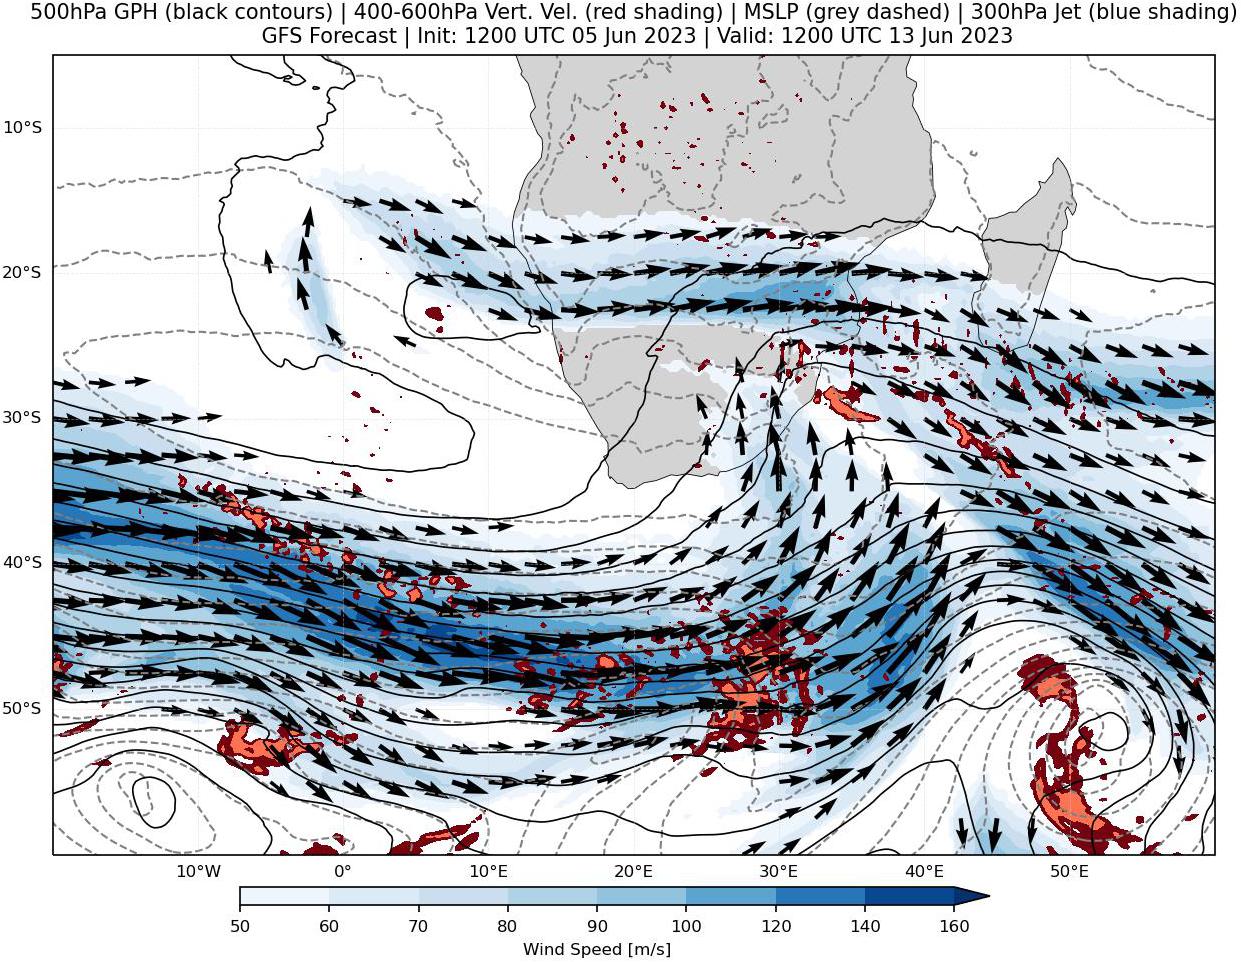 500hPa GPH (black contours) | 400-600hPa Vert. Vel. (red shading) | MSLP (grey dashed) | 300hPa Jet (blue shading)
GFS Forecast | Init: 1200 UTC 05 Jun 2023 | Valid: 1200 UTC 13 Jun 2023
10°S
20°S
30°S
40°S
50°S
10°W 0° 10°E 20°E 30°E 40°E 50°E
50 60 70 80 90 100 120 140 160
Wind Speed [m/s]